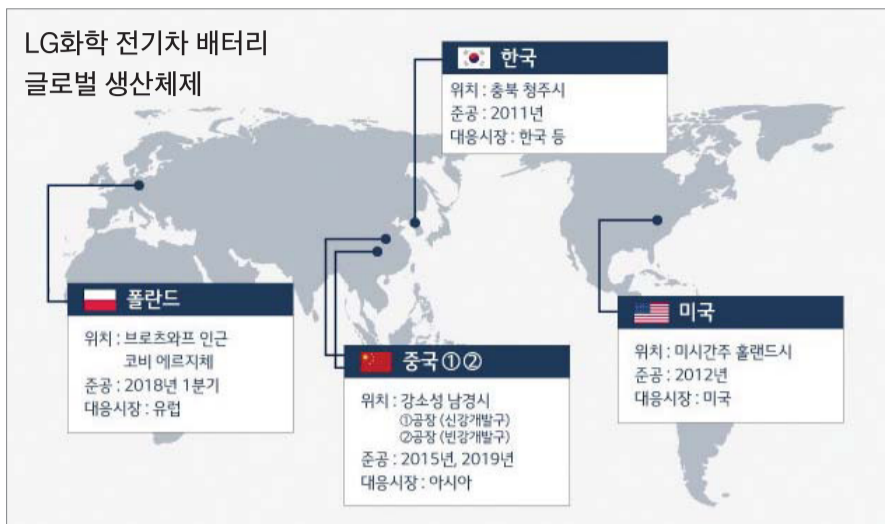 LG화학 전기차 배터리
글로벌 생산체제
한국
위치 : 충북 청주시
준공 : 2011년
대응시장 : 한국 등
폴란드
위치 : 브로츠와프 인근
코비 에르지체
준공 : 2018년 1분기
대응시장 : 유럽
중국①②
위치 : 강소성 남경시
①공장 (신강개발구)
②공장 (빈강개발구)
준공 : 2015년, 2019년
대응시장 : 아시아
미국
위치 : 미시간주 홀랜드시
준공 : 2012년
대응시장 : 미국